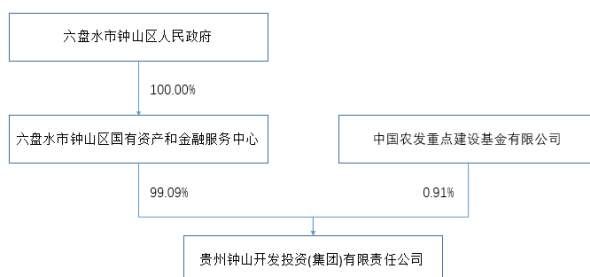 六盘水市钟山区人民政府
100.00%
六盘水市钟山区国有资产和金融服务中心
中国农发重点建设基金有限公司
99.09%
0.91%
贵州钟山开发投资(集团)有限责任公司